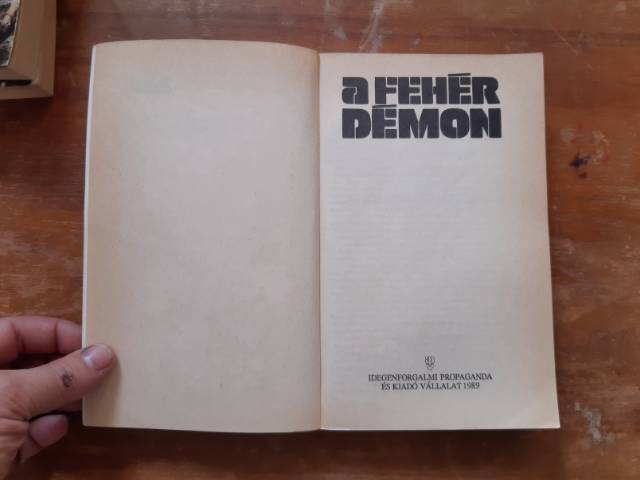 a FEHÉR
DÉMON
IDEGENFORGALMI PROPAGANDA
ÉS KIADÓ VÁLLALAT 1989